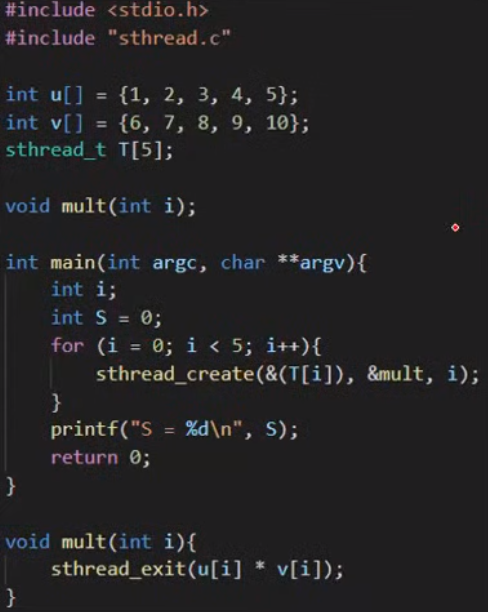 #include <stdio.h>
#include "sthread.c"
int u[] = {1, 2, 3, 4, 5};
int v[] = {6, 7, 8, 9, 10};
sthread_t T[5];
void mult(int i);
int main(int argc, char **argv){
    int i;
    int S = 0;
    for (i = 0; i < 5; i++){
        sthread_create(&(T[i]), &mult, i);
    }
    printf("S = %d\n", S);
    return 0;
}
void mult(int i){
    sthread_exit(u[i] * v[i]);
}